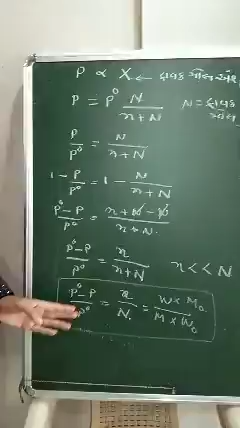 P ∝ X ← દ્રાવક મોલ અંશ
P = P⁰ N/(n+N) N = દ્રાવક મોલ
P/P⁰ = N/(n+N)
1 - P/P⁰ = 1 - N/(n+N)
(P⁰-P)/P⁰ = (n+N-N)/(n+N)
(P⁰-P)/P⁰ = n/(n+N) n << N
(P⁰-P)/P⁰ = n/N = (W × M₀)/(M × W₀)